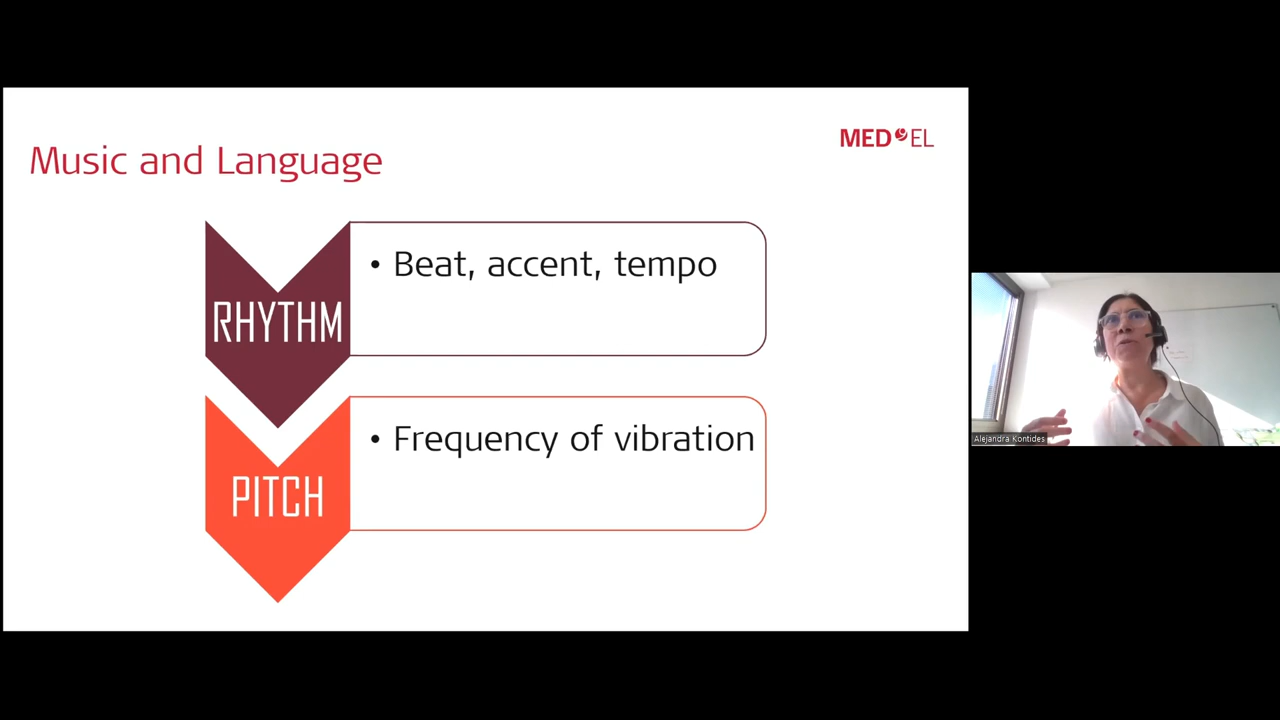 MED EL
Music and Language
RHYTHM
• Beat, accent, tempo
PITCH
• Frequency of vibration
Alejandra Kontides